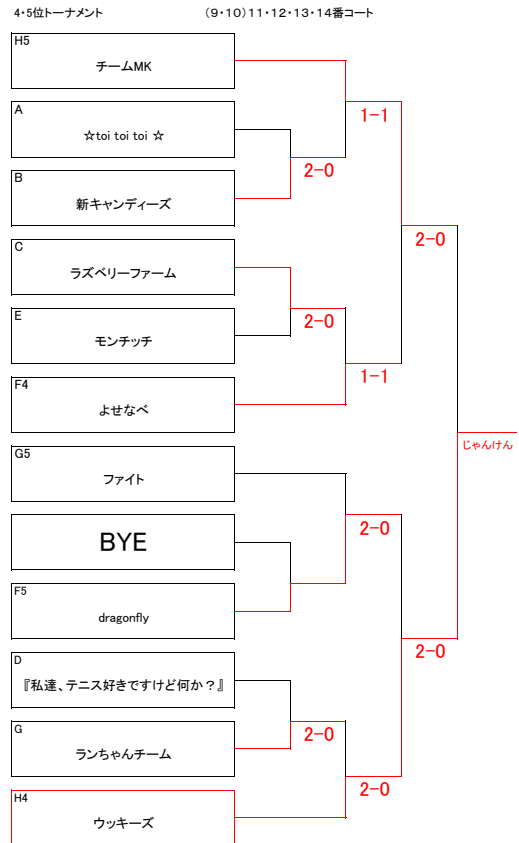 4・5位トーナメント
(9・10)11・12・13・14番コート
H5
チームMK
1-1
A
☆toi toi toi ☆
2-0
B
新キャンディーズ
2-0
C
ラズベリーファーム
2-0
E
モンチッチ
1-1
F4
よせなべ
じゃんけん
G5
ファイト
2-0
BYE
F5
dragonfly
2-0
D
『私達、テニス好きですけど何か？』
G
ランちゃんチーム
2-0
2-0
H4
ウッキーズ